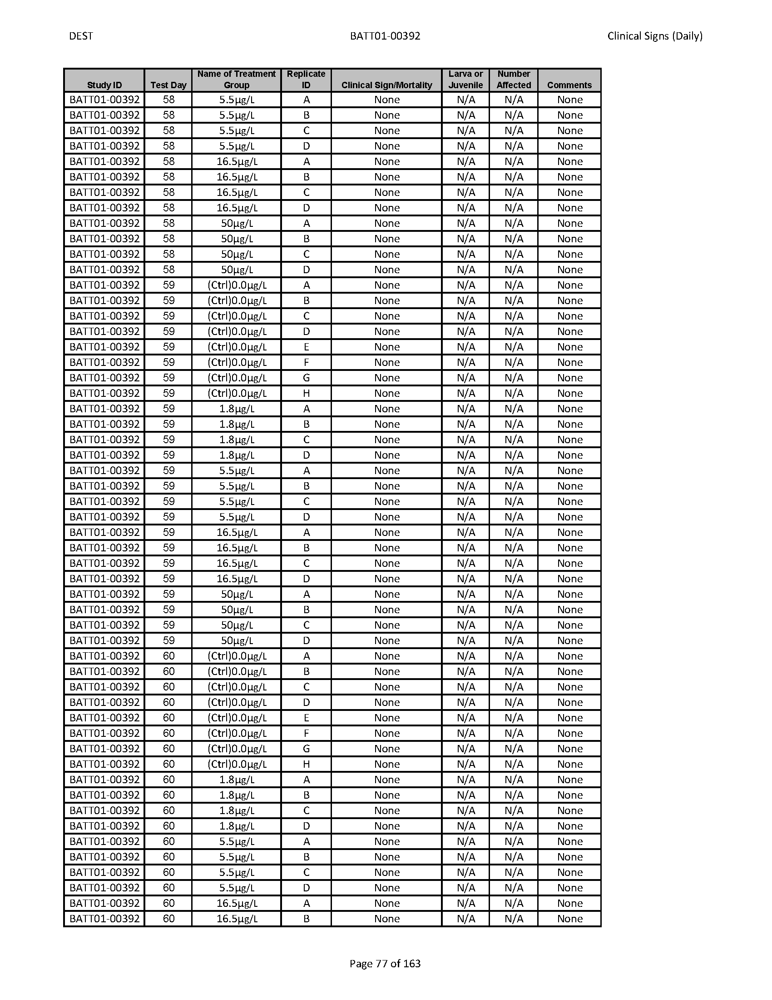 DEST BATT01-00392 Clinical Signs (Daily)
Study ID Test Day Name of Treatment Group Replicate ID Clinical Sign/Mortality Larva or Juvenile Number Affected Comments
BATT01-00392 58 5.5µg/L A None N/A N/A None
BATT01-00392 58 5.5µg/L B None N/A N/A None
BATT01-00392 58 5.5µg/L C None N/A N/A None
BATT01-00392 58 5.5µg/L D None N/A N/A None
BATT01-00392 58 16.5µg/L A None N/A N/A None
BATT01-00392 58 16.5µg/L B None N/A N/A None
BATT01-00392 58 16.5µg/L C None N/A N/A None
BATT01-00392 58 16.5µg/L D None N/A N/A None
BATT01-00392 58 50µg/L A None N/A N/A None
BATT01-00392 58 50µg/L B None N/A N/A None
BATT01-00392 58 50µg/L C None N/A N/A None
BATT01-00392 58 50µg/L D None N/A N/A None
BATT01-00392 59 (Ctrl)0.0µg/L A None N/A N/A None
BATT01-00392 59 (Ctrl)0.0µg/L B None N/A N/A None
BATT01-00392 59 (Ctrl)0.0µg/L C None N/A N/A None
BATT01-00392 59 (Ctrl)0.0µg/L D None N/A N/A None
BATT01-00392 59 (Ctrl)0.0µg/L E None N/A N/A None
BATT01-00392 59 (Ctrl)0.0µg/L F None N/A N/A None
BATT01-00392 59 (Ctrl)0.0µg/L G None N/A N/A None
BATT01-00392 59 (Ctrl)0.0µg/L H None N/A N/A None
BATT01-00392 59 1.8µg/L A None N/A N/A None
BATT01-00392 59 1.8µg/L B None N/A N/A None
BATT01-00392 59 1.8µg/L C None N/A N/A None
BATT01-00392 59 1.8µg/L D None N/A N/A None
BATT01-00392 59 5.5µg/L A None N/A N/A None
BATT01-00392 59 5.5µg/L B None N/A N/A None
BATT01-00392 59 5.5µg/L C None N/A N/A None
BATT01-00392 59 5.5µg/L D None N/A N/A None
BATT01-00392 59 16.5µg/L A None N/A N/A None
BATT01-00392 59 16.5µg/L B None N/A N/A None
BATT01-00392 59 16.5µg/L C None N/A N/A None
BATT01-00392 59 16.5µg/L D None N/A N/A None
BATT01-00392 59 50µg/L A None N/A N/A None
BATT01-00392 59 50µg/L B None N/A N/A None
BATT01-00392 59 50µg/L C None N/A N/A None
BATT01-00392 59 50µg/L D None N/A N/A None
BATT01-00392 60 (Ctrl)0.0µg/L A None N/A N/A None
BATT01-00392 60 (Ctrl)0.0µg/L B None N/A N/A None
BATT01-00392 60 (Ctrl)0.0µg/L C None N/A N/A None
BATT01-00392 60 (Ctrl)0.0µg/L D None N/A N/A None
BATT01-00392 60 (Ctrl)0.0µg/L E None N/A N/A None
BATT01-00392 60 (Ctrl)0.0µg/L F None N/A N/A None
BATT01-00392 60 (Ctrl)0.0µg/L G None N/A N/A None
BATT01-00392 60 (Ctrl)0.0µg/L H None N/A N/A None
BATT01-00392 60 1.8µg/L A None N/A N/A None
BATT01-00392 60 1.8µg/L B None N/A N/A None
BATT01-00392 60 1.8µg/L C None N/A N/A None
BATT01-00392 60 1.8µg/L D None N/A N/A None
BATT01-00392 60 5.5µg/L A None N/A N/A None
BATT01-00392 60 5.5µg/L B None N/A N/A None
BATT01-00392 60 5.5µg/L C None N/A N/A None
BATT01-00392 60 5.5µg/L D None N/A N/A None
BATT01-00392 60 16.5µg/L A None N/A N/A None
BATT01-00392 60 16.5µg/L B None N/A N/A None
Page 77 of 163